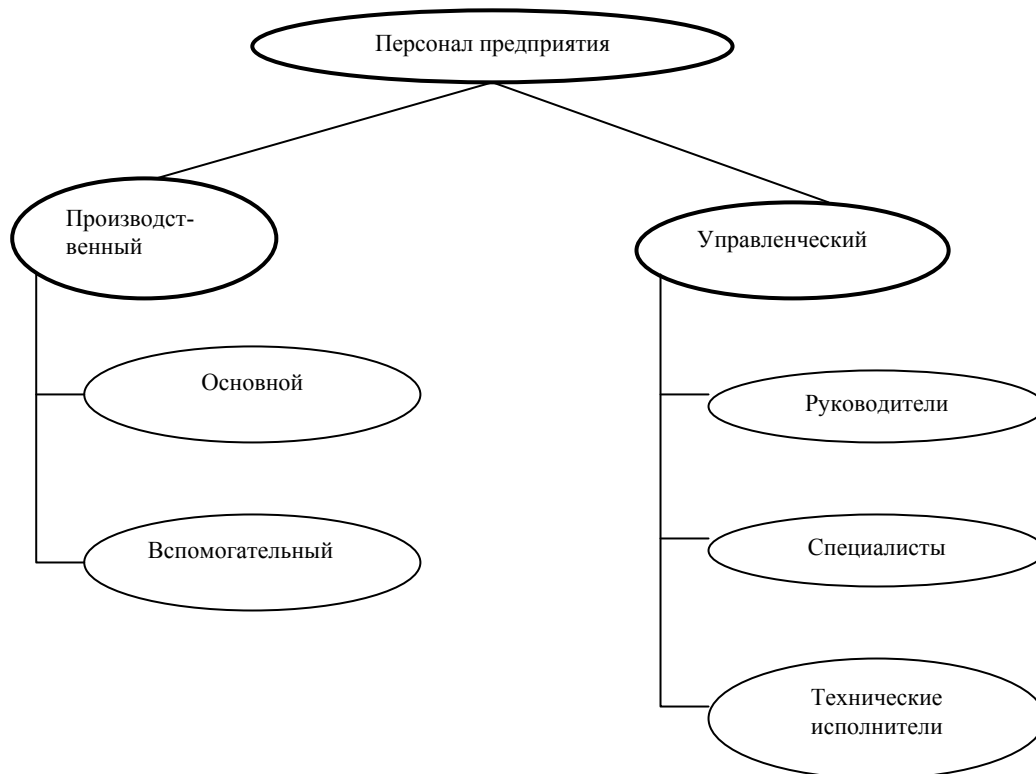 Персонал предприятия
Производст-
венный
Управленческий
Основной
Руководители
Вспомогательный
Специалисты
Технические
исполнители